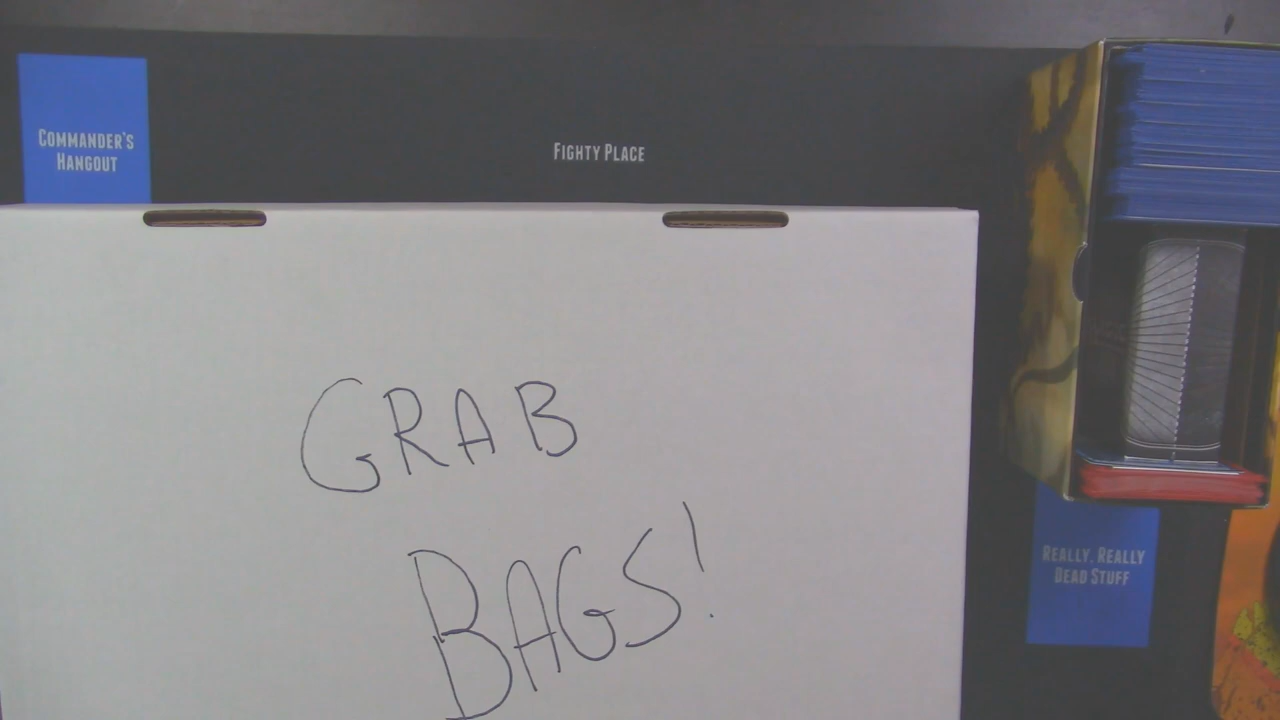 COMMANDER'S
HANGOUT
FIGHTY PLACE
GRAB
BAGS!
REALLY, REALLY
DEAD STUFF